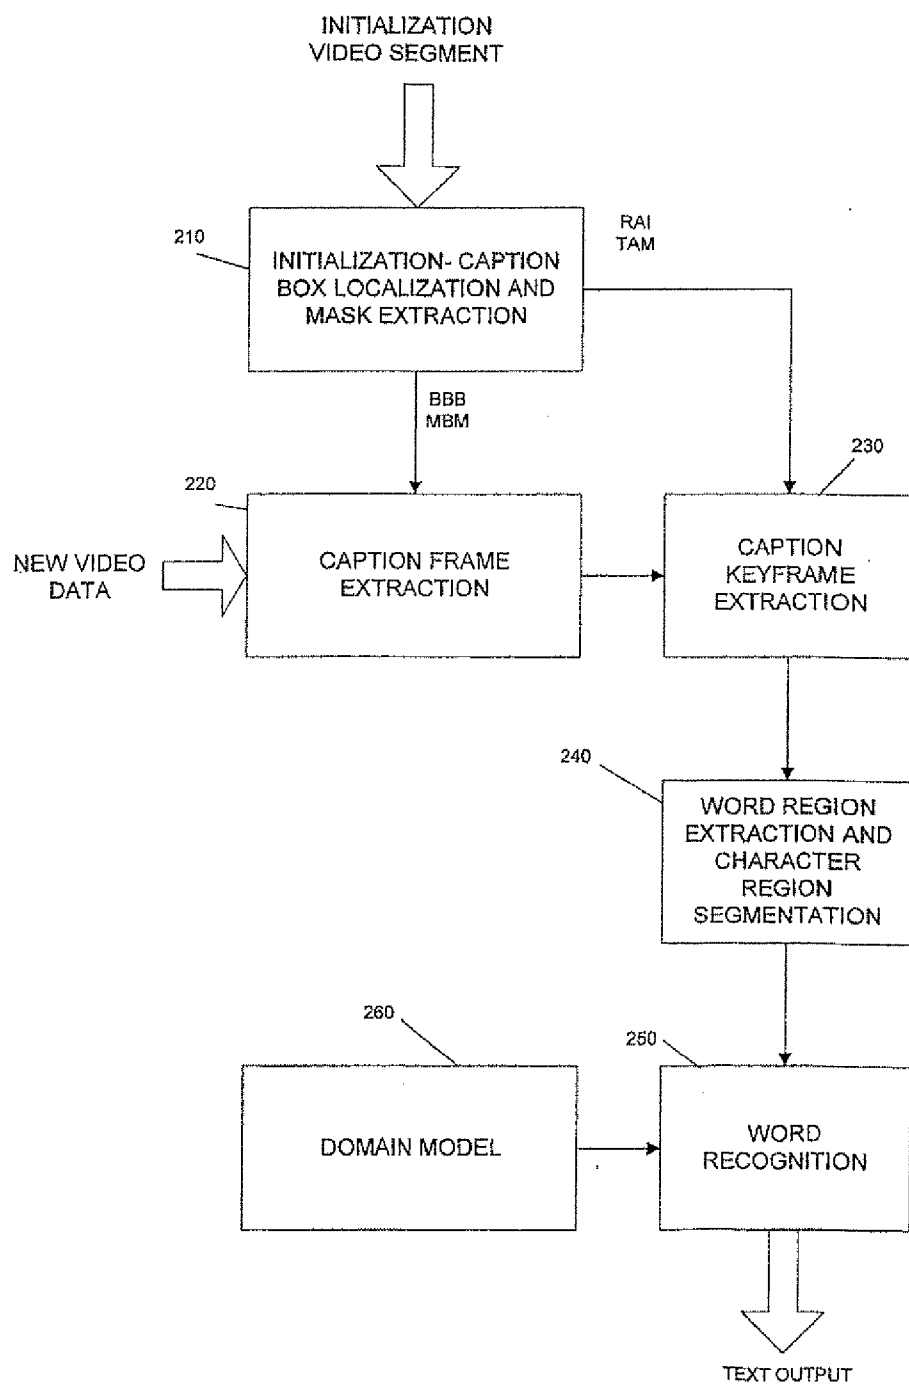 INITIALIZATION
VIDEO SEGMENT
210
INITIALIZATION- CAPTION
BOX LOCALIZATION AND
MASK EXTRACTION
RAI
TAM
BBB
MBM
220
230
NEW VIDEO
DATA
CAPTION FRAME
EXTRACTION
CAPTION
KEYFRAME
EXTRACTION
240
WORD REGION
EXTRACTION AND
CHARACTER
REGION
SEGMENTATION
260
250
DOMAIN MODEL
WORD
RECOGNITION
TEXT OUTPUT